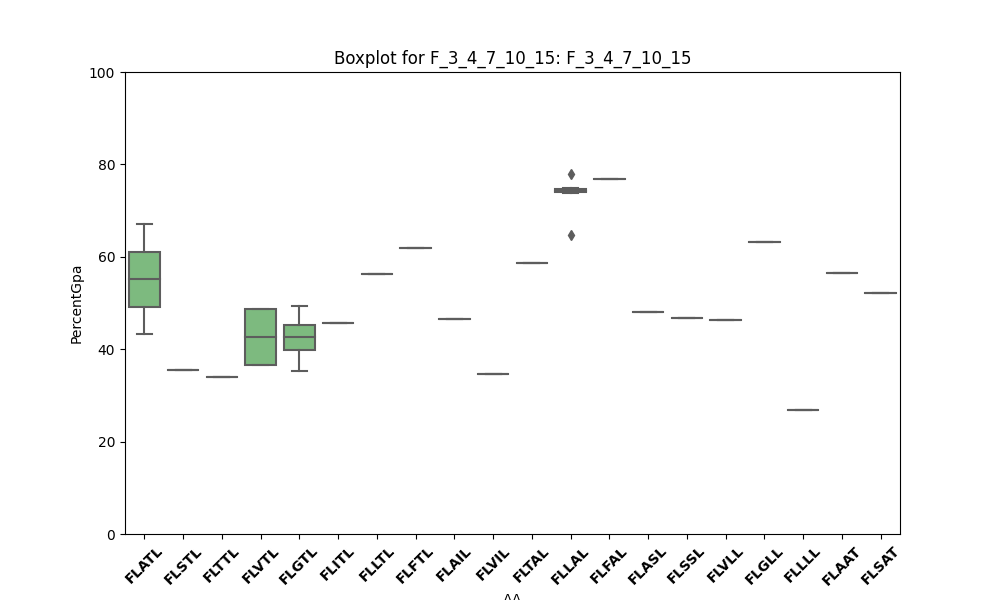 Boxplot for F_3_4_7_10_15: F_3_4_7_10_15
100
80
60
40
20
0
PercentGpa
FLATL
FLSTL
FLTTL
FLVTL
FLGTL
FLITL
FLLTL
FLFTL
FLAIL
FLVIL
FLTAL
FLLAL
FLFAL
FLASL
FLSSL
FLVLL
FLGLL
FLLLL
FLAAT
FLSAT
AA